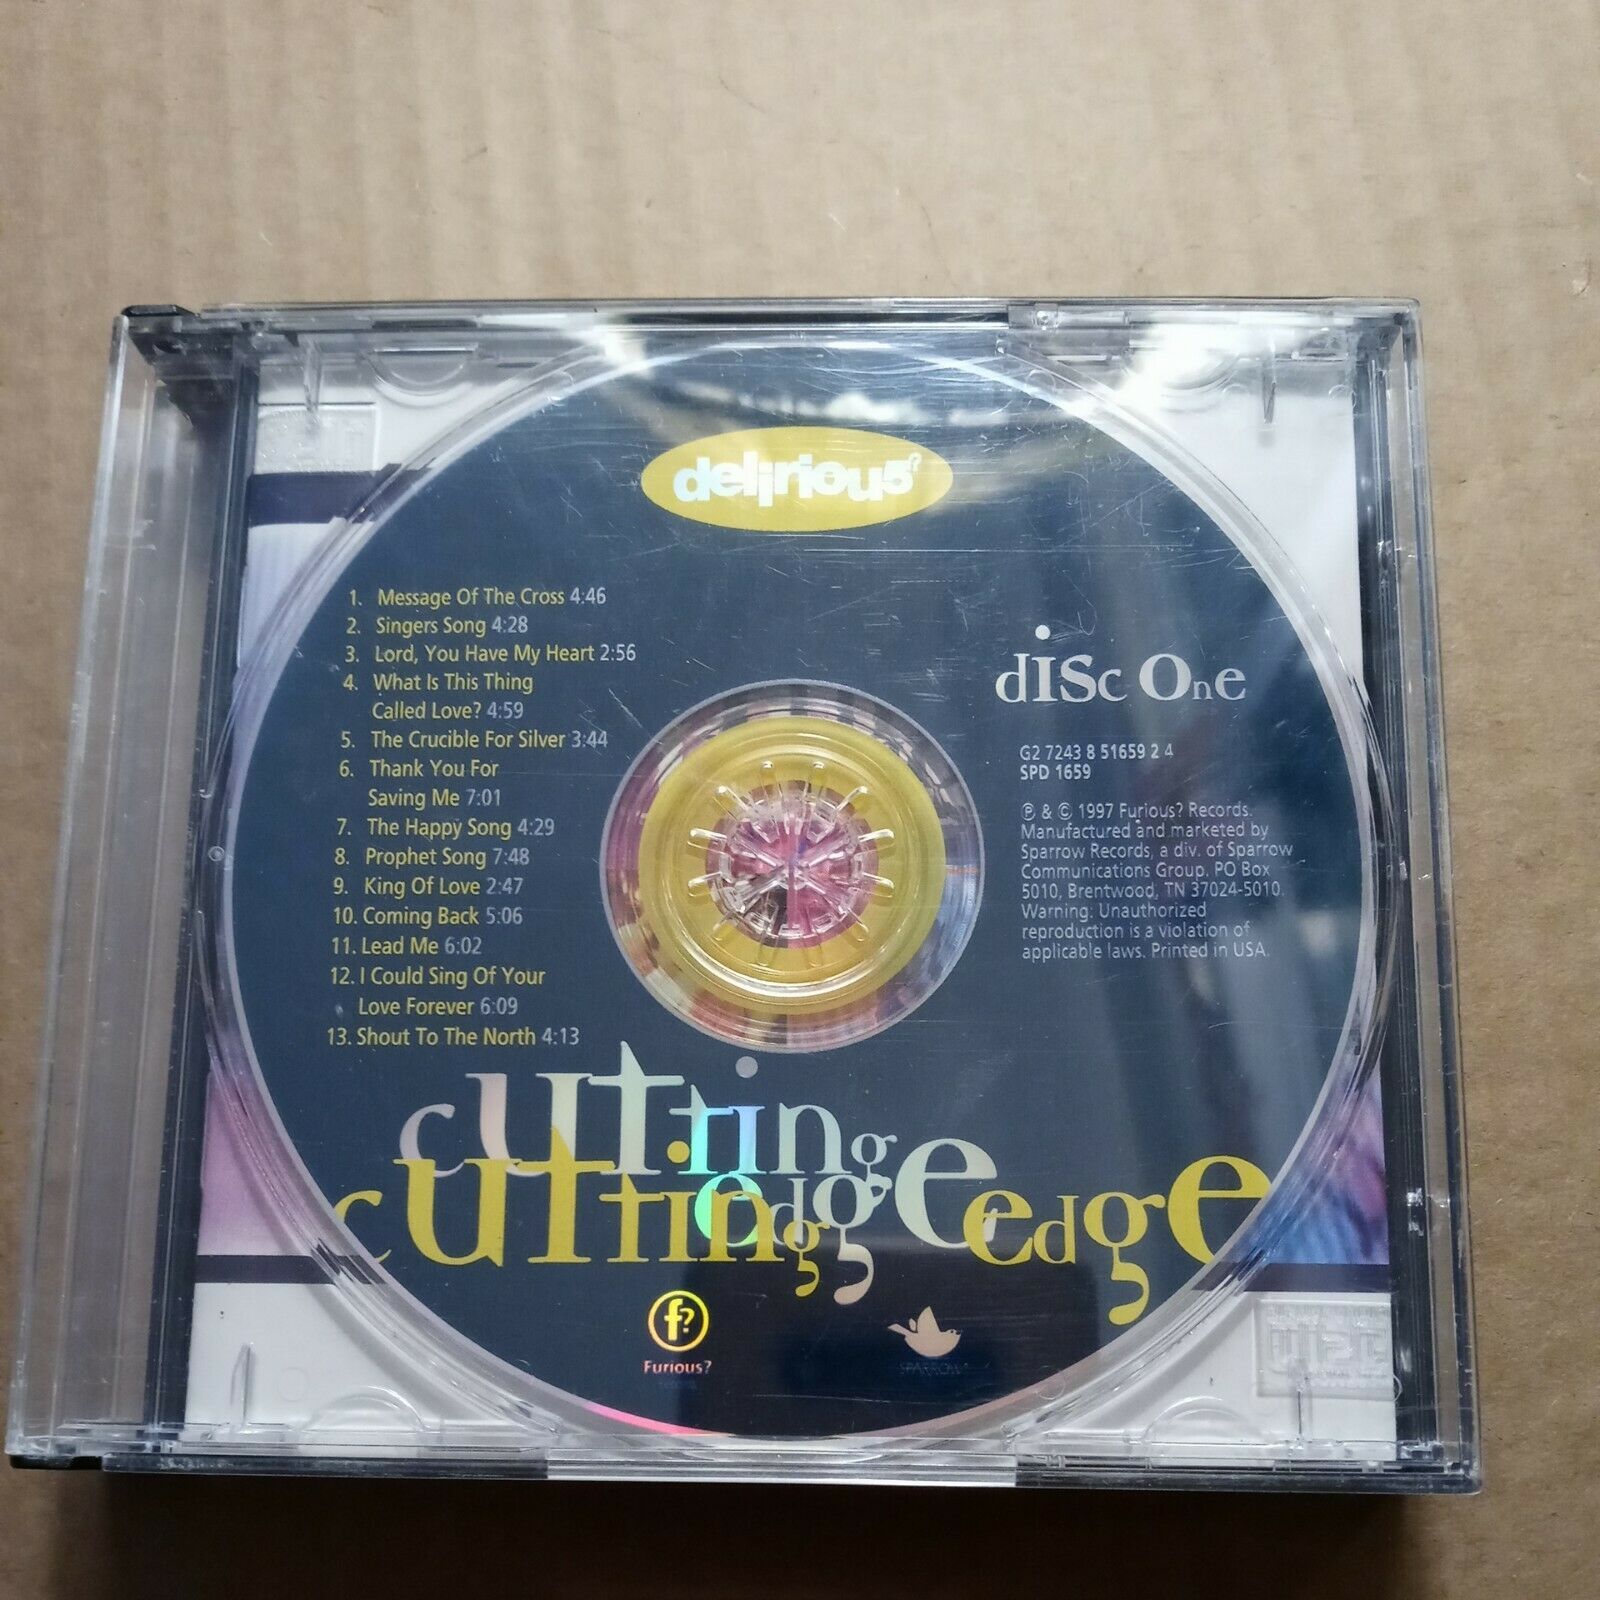 deliriou5?
1. Message Of The Cross 4:46
2. Singers Song 4:28
3. Lord, You Have My Heart 2:56
4. What Is This Thing
Called Love? 4:59
5. The Crucible For Silver 3:44
6. Thank You For
Saving Me 7:01
7. The Happy Song 4:29
8. Prophet Song 7:48
9. King Of Love 2:47
10. Coming Back 5:06
11. Lead Me 6:02
12. I Could Sing Of Your
Love Forever 6:09
13. Shout To The North 4:13
dISc One
G2 7243 8 51659 2 4
SPD 1659
℗ & © 1997 Furious? Records.
Manufactured and marketed by
Sparrow Records, a div. of Sparrow
Communications Group. PO Box
5010, Brentwood, TN 37024-5010.
Warning: Unauthorized
reproduction is a violation of
applicable laws. Printed in USA.
cutting
edge
cutting edge
f?
Furious?
SPARROW